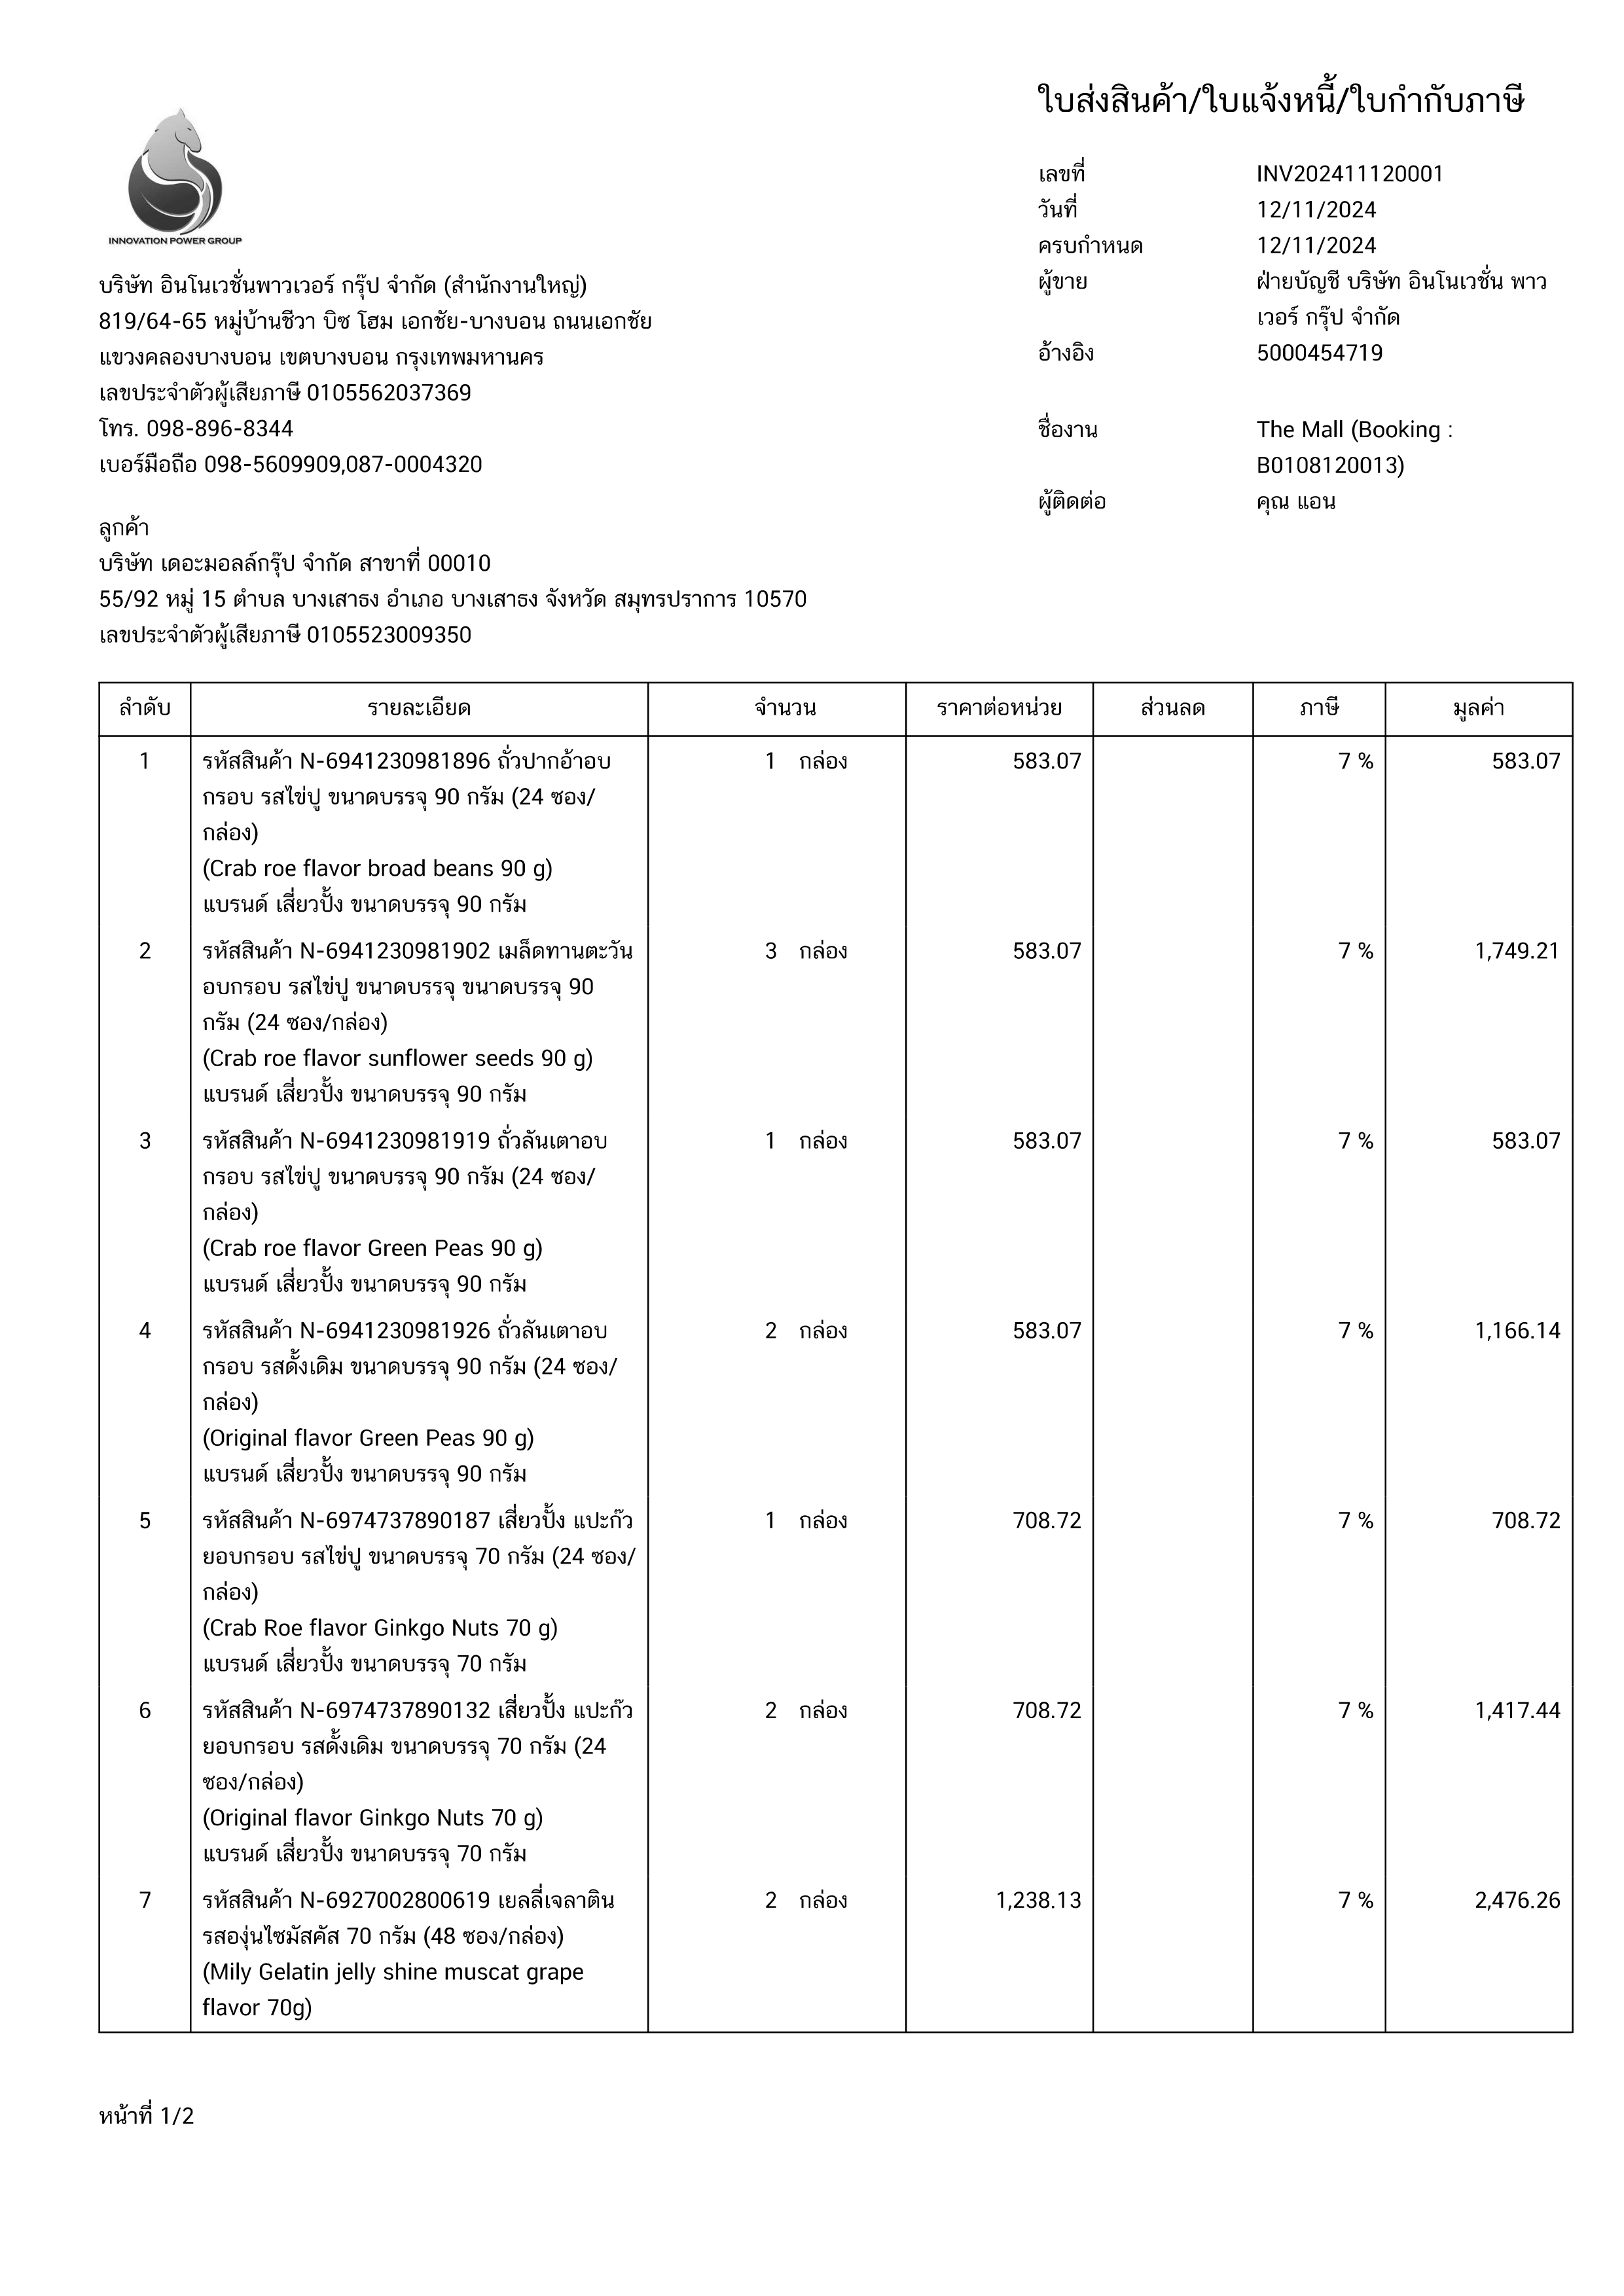 ใบส่งสินค้า/ใบแจ้งหนี้/ใบกำกับภาษี
INNOVATION POWER GROUP
เลขที่ INV202411120001
วันที่ 12/11/2024
ครบกำหนด 12/11/2024
ผู้ขาย ฝ่ายบัญชี บริษัท อินโนเวชั่น พาว
เวอร์ กรุ๊ป จำกัด
อ้างอิง 5000454719
ชื่องาน The Mall (Booking :
B0108120013)
ผู้ติดต่อ คุณ แอน
บริษัท อินโนเวชั่นพาวเวอร์ กรุ๊ป จำกัด (สำนักงานใหญ่)
819/64-65 หมู่บ้านชีวา บิซ โฮม เอกชัย-บางบอน ถนนเอกชัย
แขวงคลองบางบอน เขตบางบอน กรุงเทพมหานคร
เลขประจำตัวผู้เสียภาษี 0105562037369
โทร. 098-896-8344
เบอร์มือถือ 098-5609909,087-0004320
ลูกค้า
บริษัท เดอะมอลล์กรุ๊ป จำกัด สาขาที่ 00010
55/92 หมู่ 15 ตำบล บางเสาธง อำเภอ บางเสาธง จังหวัด สมุทรปราการ 10570
เลขประจำตัวผู้เสียภาษี 0105523009350
ลำดับ รายละเอียด จำนวน ราคาต่อหน่วย ส่วนลด ภาษี มูลค่า
1 รหัสสินค้า N-6941230981896 ถั่วปากอ้าอบ 1 กล่อง 583.07 7 % 583.07
กรอบ รสไข่ปู ขนาดบรรจุ 90 กรัม (24 ซอง/
กล่อง)
(Crab roe flavor broad beans 90 g)
แบรนด์ เสี่ยวปั้ง ขนาดบรรจุ 90 กรัม
2 รหัสสินค้า N-6941230981902 เมล็ดทานตะวัน 3 กล่อง 583.07 7 % 1,749.21
อบกรอบ รสไข่ปู ขนาดบรรจุ ขนาดบรรจุ 90
กรัม (24 ซอง/กล่อง)
(Crab roe flavor sunflower seeds 90 g)
แบรนด์ เสี่ยวปั้ง ขนาดบรรจุ 90 กรัม
3 รหัสสินค้า N-6941230981919 ถั่วลันเตาอบ 1 กล่อง 583.07 7 % 583.07
กรอบ รสไข่ปู ขนาดบรรจุ 90 กรัม (24 ซอง/
กล่อง)
(Crab roe flavor Green Peas 90 g)
แบรนด์ เสี่ยวปั้ง ขนาดบรรจุ 90 กรัม
4 รหัสสินค้า N-6941230981926 ถั่วลันเตาอบ 2 กล่อง 583.07 7 % 1,166.14
กรอบ รสดั้งเดิม ขนาดบรรจุ 90 กรัม (24 ซอง/
กล่อง)
(Original flavor Green Peas 90 g)
แบรนด์ เสี่ยวปั้ง ขนาดบรรจุ 90 กรัม
5 รหัสสินค้า N-6974737890187 เสี่ยวปั้ง แปะก๊ว 1 กล่อง 708.72 7 % 708.72
ยอบกรอบ รสไข่ปู ขนาดบรรจุ 70 กรัม (24 ซอง/
กล่อง)
(Crab Roe flavor Ginkgo Nuts 70 g)
แบรนด์ เสี่ยวปั้ง ขนาดบรรจุ 70 กรัม
6 รหัสสินค้า N-6974737890132 เสี่ยวปั้ง แปะก๊ว 2 กล่อง 708.72 7 % 1,417.44
ยอบกรอบ รสดั้งเดิม ขนาดบรรจุ 70 กรัม (24
ซอง/กล่อง)
(Original flavor Ginkgo Nuts 70 g)
แบรนด์ เสี่ยวปั้ง ขนาดบรรจุ 70 กรัม
7 รหัสสินค้า N-6927002800619 เยลลี่เจลาติน 2 กล่อง 1,238.13 7 % 2,476.26
รสองุ่นไซมัสคัส 70 กรัม (48 ซอง/กล่อง)
(Mily Gelatin jelly shine muscat grape
flavor 70g)
หน้าที่ 1/2